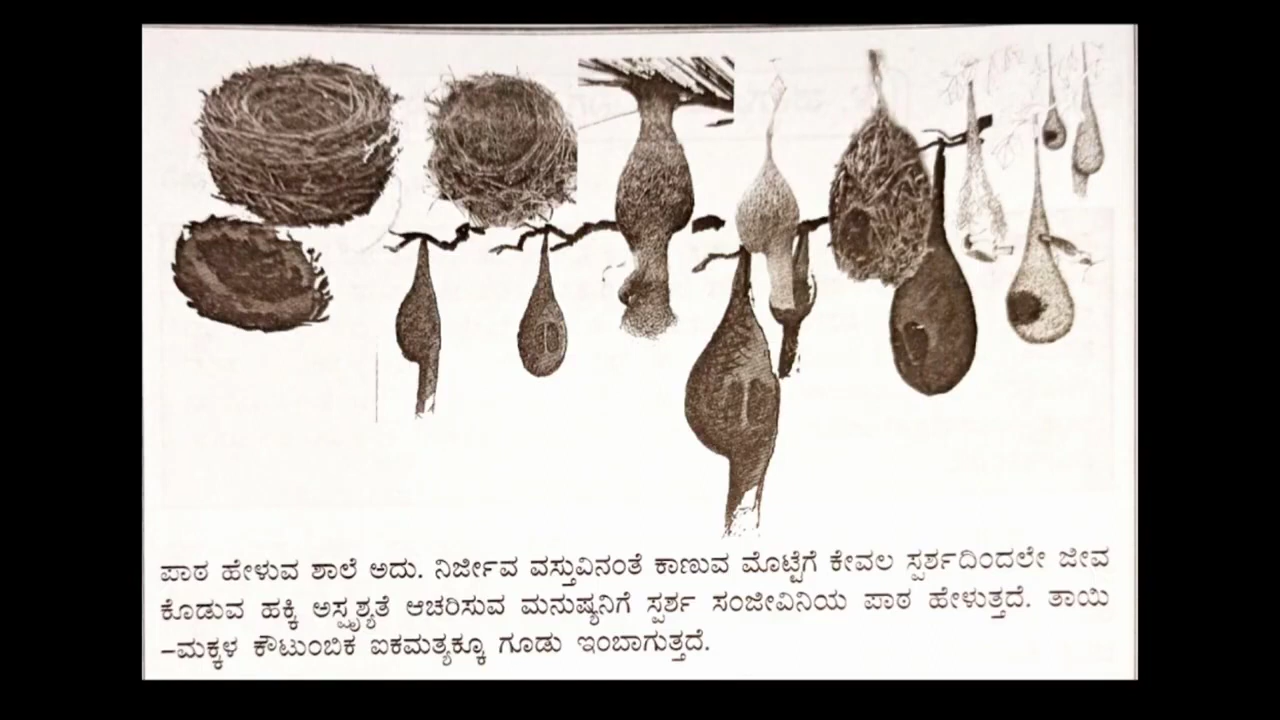 ಪಾಠ ಹೇಳುವ ಶಾಲೆ ಅದು. ನಿರ್ಜೀವ ವಸ್ತುವಿನಂತೆ ಕಾಣುವ ಮೊಟ್ಟೆಗೆ ಕೇವಲ ಸ್ಪರ್ಶದಿಂದಲೇ ಜೀವ
ಕೊಡುವ ಹಕ್ಕಿ ಅಸ್ಪೃಶ್ಯತೆ ಆಚರಿಸುವ ಮನುಷ್ಯನಿಗೆ ಸ್ಪರ್ಶ ಸಂಜೀವಿನಿಯ ಪಾಠ ಹೇಳುತ್ತದೆ. ತಾಯಿ
–ಮಕ್ಕಳ ಕೌಟುಂಬಿಕ ಐಕಮತ್ಯಕ್ಕೂ ಗೂಡು ಇಂಬಾಗುತ್ತದೆ.